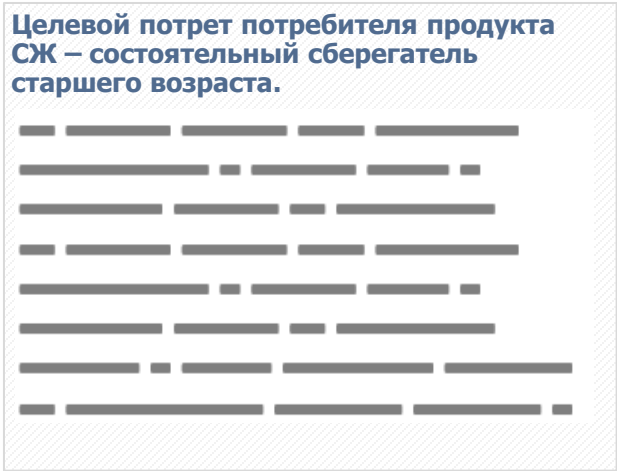 Целевой потрет потребителя продукта
СЖ – состоятельный сберегатель
старшего возраста.